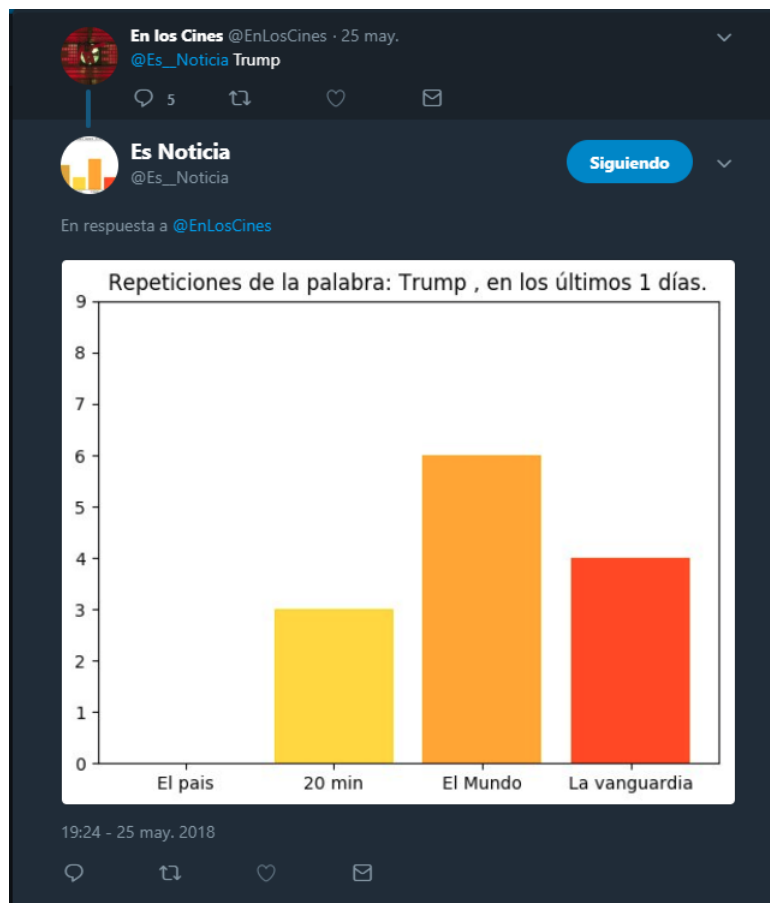 En los Cines @EnLosCines · 25 may.
@Es__Noticia Trump
5
Es Noticia
@Es__Noticia
Siguiendo
En respuesta a @EnLosCines
Repeticiones de la palabra: Trump , en los últimos 1 días.
9
8
7
6
5
4
3
2
1
0
El pais 20 min El Mundo La vanguardia
19:24 - 25 may. 2018